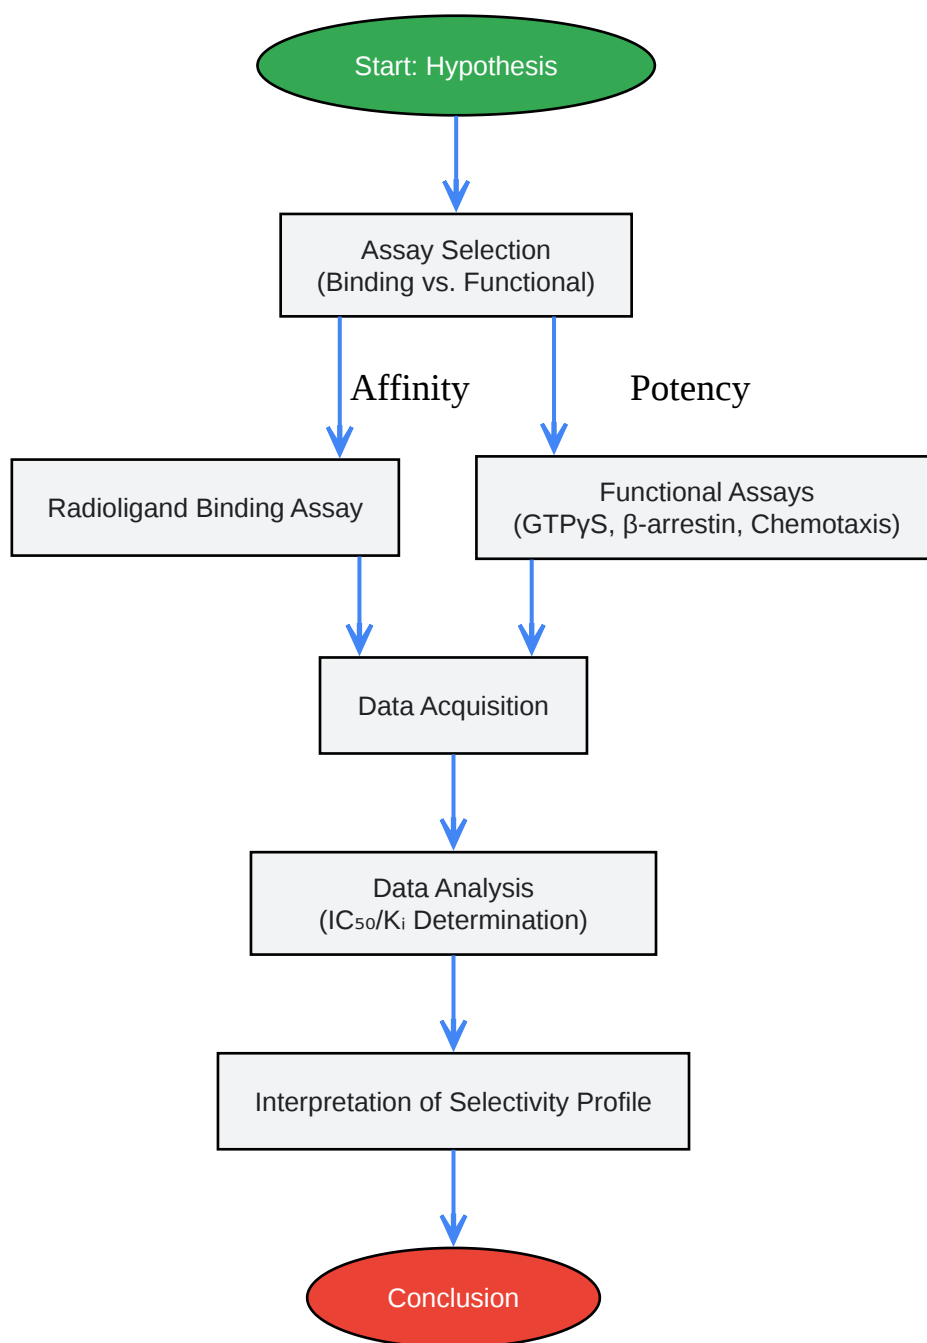 Start: Hypothesis
Assay Selection
(Binding vs. Functional)
Affinity
Potency
Radioligand Binding Assay
Functional Assays
(GTPγS, β-arrestin, Chemotaxis)
Data Acquisition
Data Analysis
(IC₅₀/Kᵢ Determination)
Interpretation of Selectivity Profile
Conclusion